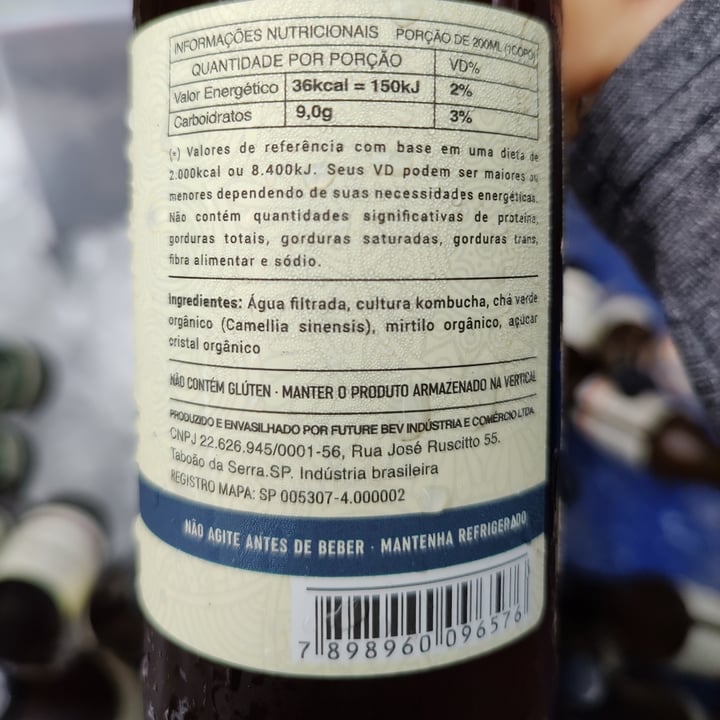 INFORMAÇÕES NUTRICIONAIS PORÇÃO DE 200ML (1COPO)
QUANTIDADE POR PORÇÃO VD%
Valor Energético 36kcal = 150kJ 2%
Carboidratos 9,0g 3%
(*) Valores de referência com base em uma dieta de
2.000kcal ou 8.400kJ. Seus VD podem ser maiores ou
menores dependendo de suas necessidades energéticas.
Não contém quantidades significativas de proteína,
gorduras totais, gorduras saturadas, gorduras trans,
fibra alimentar e sódio.
Ingredientes: Água filtrada, cultura kombucha, chá verde
orgânico (Camellia sinensis), mirtilo orgânico, açúcar
cristal orgânico
NÃO CONTÉM GLÚTEN · MANTER O PRODUTO ARMAZENADO NA VERTICAL
PRODUZIDO E ENVASILHADO POR FUTURE BEV INDÚSTRIA E COMÉRCIO LTDA
CNPJ 22.626.945/0001-56, Rua José Ruscitto 55.
Taboão da Serra.SP. Indústria brasileira
REGISTRO MAPA: SP 005307-4.000002
NÃO AGITE ANTES DE BEBER · MANTENHA REFRIGERADO
7 898960 096576